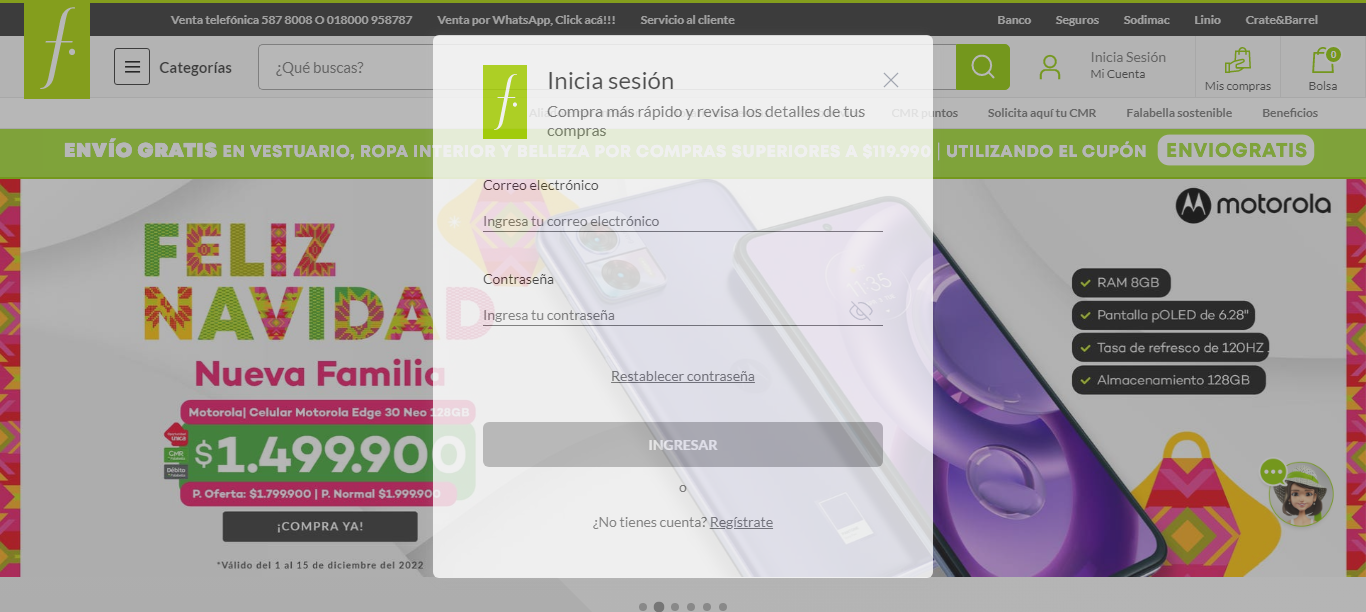 Venta telefónica 587 8008 O 018000 958787
Venta por WhatsApp, Click acá!!!
Servicio al cliente
Banco
Seguros
Sodimac
Linio
Crate&Barrel
f.
Categorías
¿Qué buscas?
Inicia Sesión
Mi Cuenta
Mis compras
0
Bolsa
CMR puntos
Solicita aquí tu CMR
Falabella sostenible
Beneficios
ENVÍO GRATIS EN VESTUARIO, ROPA INTERIOR Y BELLEZA POR COMPRAS SUPERIORES A $119.990 | UTILIZANDO EL CUPÓN ENVIOGRATIS
f.
Inicia sesión
Compra más rápido y revisa los detalles de tus
compras
Correo electrónico
Ingresa tu correo electrónico
Contraseña
Ingresa tu contraseña
Restablecer contraseña
INGRESAR
o
¿No tienes cuenta? Regístrate
FELIZ
NAVIDAD
Nueva Familia
Motorola| Celular Motorola Edge 30 Neo 128GB
única
CMR
Débito
$1.499.900
P. Oferta: $1.799.900 | P. Normal $1.999.900
¡COMPRA YA!
*Válido del 1 al 15 de diciembre del 2022
11:35
motorola
RAM 8GB
Pantalla pOLED de 6.28"
Tasa de refresco de 120HZ .
Almacenamiento 128GB